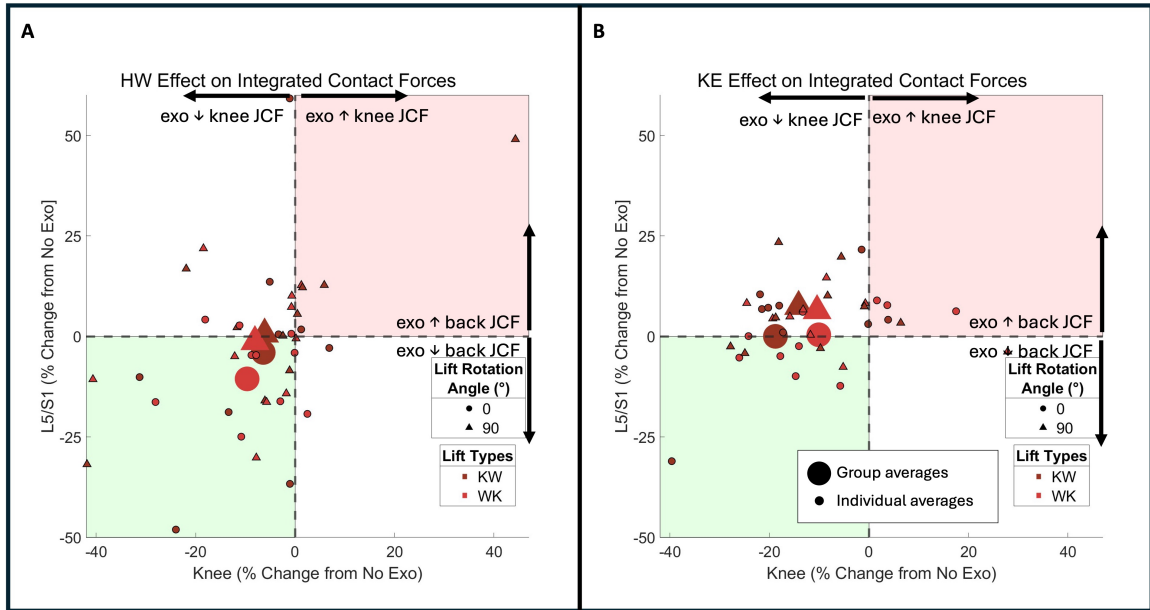 A
HW Effect on Integrated Contact Forces
exo ↓ knee JCF
exo ↑ knee JCF
50
25
0
-25
-50
L5/S1 (% Change from No Exo]
exo ↑ back JCF
exo ↓ back JCF
Lift Rotation
Angle (°)
0
90
Lift Types
KW
WK
-40
-20
0
20
40
Knee (% Change from No Exo)
B
KE Effect on Integrated Contact Forces
exo ↓ knee JCF
exo ↑ knee JCF
50
25
0
-25
-50
L5/S1 (% Change from No Exo]
exo ↑ back JCF
exo ↓ back JCF
Lift Rotation
Angle (°)
0
90
Lift Types
KW
WK
Group averages
Individual averages
-40
-20
0
20
40
Knee (% Change from No Exo)